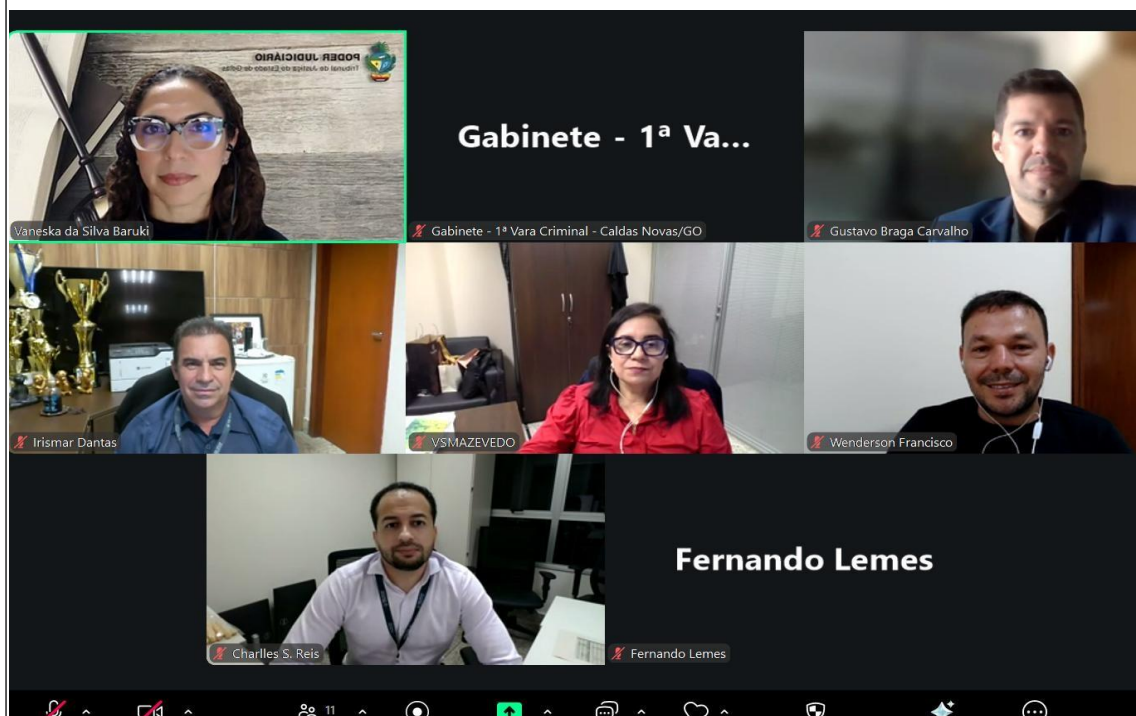 PODER JUDICIÁRIO
Tribunal de Justiça do Estado de Goiás
Vaneska da Silva Baruki
Gabinete - 1ª Va...
Gabinete - 1ª Vara Criminal - Caldas Novas/GO
Gustavo Braga Carvalho
Irismar Dantas
VSMAZEVEDO
Wenderson Francisco
Charlles S. Reis
Fernando Lemes
Fernando Lemes
11